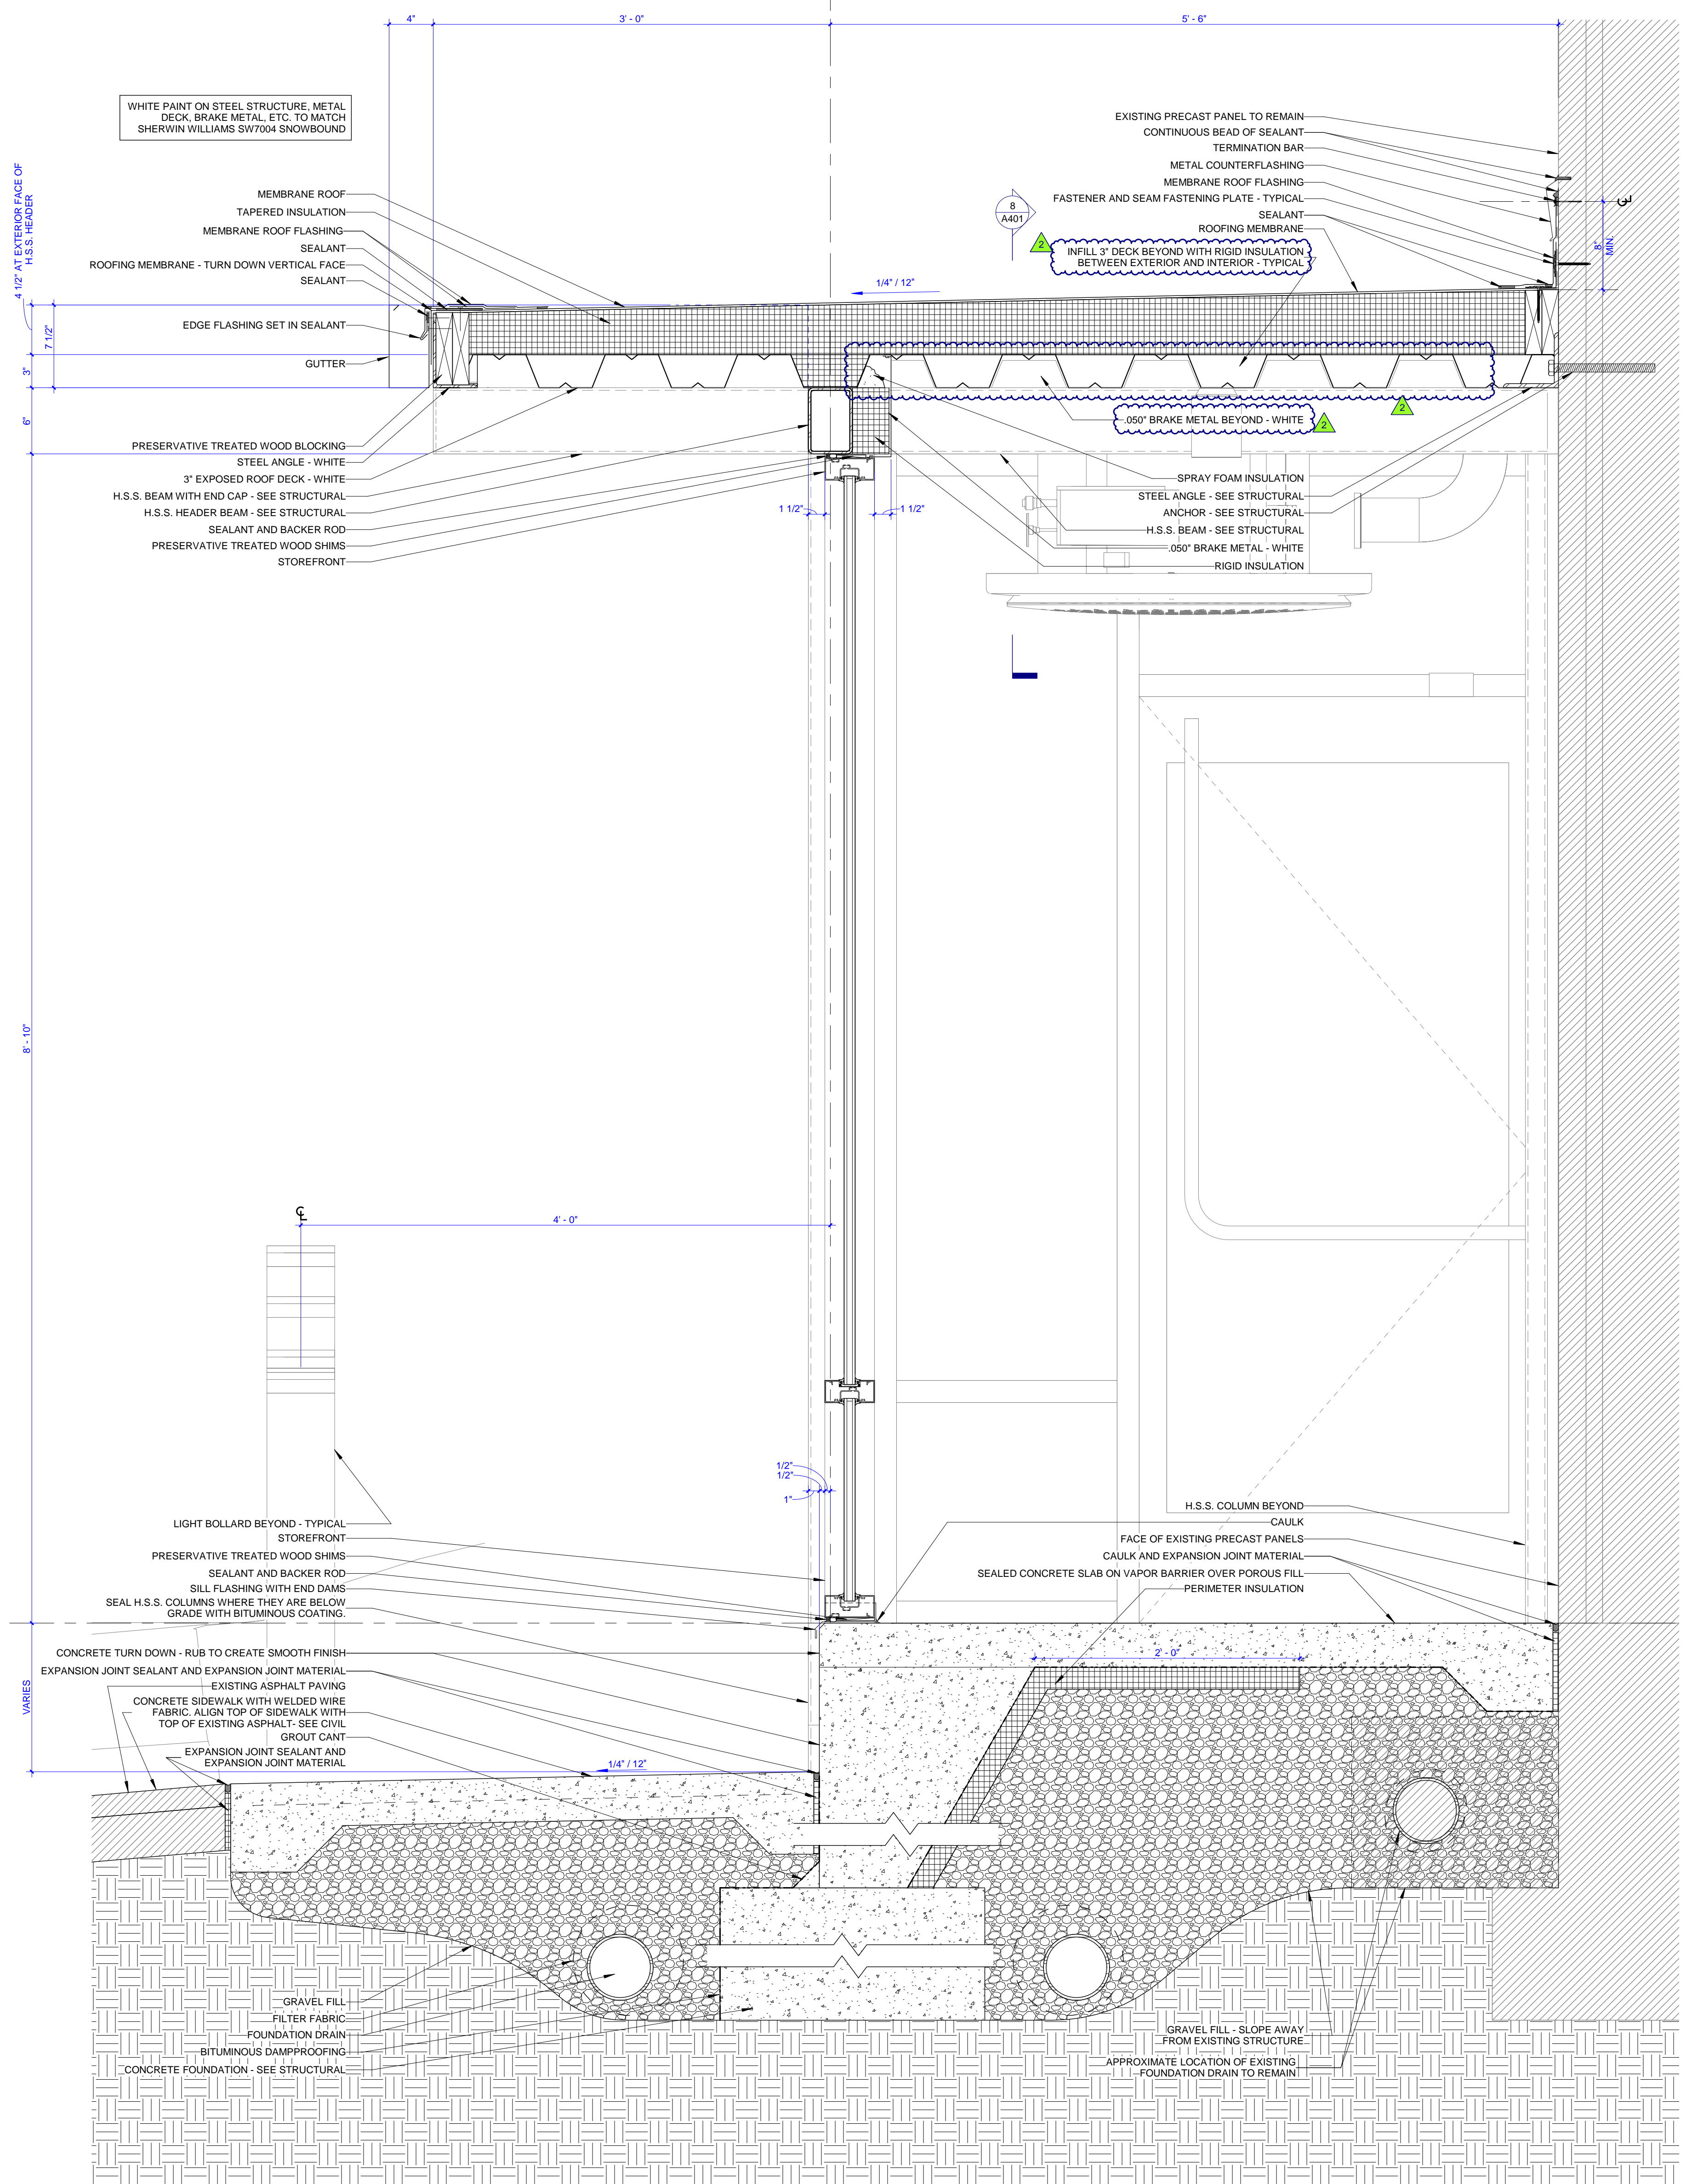 4"
3' - 0"
5' - 6"
WHITE PAINT ON STEEL STRUCTURE, METAL
DECK, BRAKE METAL, ETC. TO MATCH
SHERWIN WILLIAMS SW7004 SNOWBOUND
4 1/2" AT EXTERIOR FACE OF
H.S.S. HEADER
7 1/2"
3"
6"
8' - 10"
VARIES
MEMBRANE ROOF
TAPERED INSULATION
MEMBRANE ROOF FLASHING
SEALANT
ROOFING MEMBRANE - TURN DOWN VERTICAL FACE
SEALANT
EDGE FLASHING SET IN SEALANT
GUTTER
PRESERVATIVE TREATED WOOD BLOCKING
STEEL ANGLE - WHITE
3" EXPOSED ROOF DECK - WHITE
H.S.S. BEAM WITH END CAP - SEE STRUCTURAL
H.S.S. HEADER BEAM - SEE STRUCTURAL
SEALANT AND BACKER ROD
PRESERVATIVE TREATED WOOD SHIMS
STOREFRONT
EXISTING PRECAST PANEL TO REMAIN
CONTINUOUS BEAD OF SEALANT
TERMINATION BAR
METAL COUNTERFLASHING
MEMBRANE ROOF FLASHING
FASTENER AND SEAM FASTENING PLATE - TYPICAL
SEALANT
ROOFING MEMBRANE
8
A401
2
INFILL 3" DECK BEYOND WITH RIGID INSULATION
BETWEEN EXTERIOR AND INTERIOR - TYPICAL
CL
8"
MIN.
1/4" / 12"
2
.050" BRAKE METAL BEYOND - WHITE
2
SPRAY FOAM INSULATION
STEEL ANGLE - SEE STRUCTURAL
ANCHOR - SEE STRUCTURAL
H.S.S. BEAM - SEE STRUCTURAL
.050" BRAKE METAL - WHITE
RIGID INSULATION
1 1/2"
1 1/2"
CL
4' - 0"
1/2"
1/2"
1"
LIGHT BOLLARD BEYOND - TYPICAL
STOREFRONT
PRESERVATIVE TREATED WOOD SHIMS
SEALANT AND BACKER ROD
SILL FLASHING WITH END DAMS
SEAL H.S.S. COLUMNS WHERE THEY ARE BELOW
GRADE WITH BITUMINOUS COATING.
CONCRETE TURN DOWN - RUB TO CREATE SMOOTH FINISH
EXPANSION JOINT SEALANT AND EXPANSION JOINT MATERIAL
EXISTING ASPHALT PAVING
CONCRETE SIDEWALK WITH WELDED WIRE
FABRIC. ALIGN TOP OF SIDEWALK WITH
TOP OF EXISTING ASPHALT- SEE CIVIL
GROUT CANT
EXPANSION JOINT SEALANT AND
EXPANSION JOINT MATERIAL
1/4" / 12"
H.S.S. COLUMN BEYOND
CAULK
FACE OF EXISTING PRECAST PANELS
CAULK AND EXPANSION JOINT MATERIAL
SEALED CONCRETE SLAB ON VAPOR BARRIER OVER POROUS FILL
PERIMETER INSULATION
2' - 0"
GRAVEL FILL
FILTER FABRIC
FOUNDATION DRAIN
BITUMINOUS DAMPPROOFING
CONCRETE FOUNDATION - SEE STRUCTURAL
GRAVEL FILL - SLOPE AWAY
FROM EXISTING STRUCTURE
APPROXIMATE LOCATION OF EXISTING
FOUNDATION DRAIN TO REMAIN